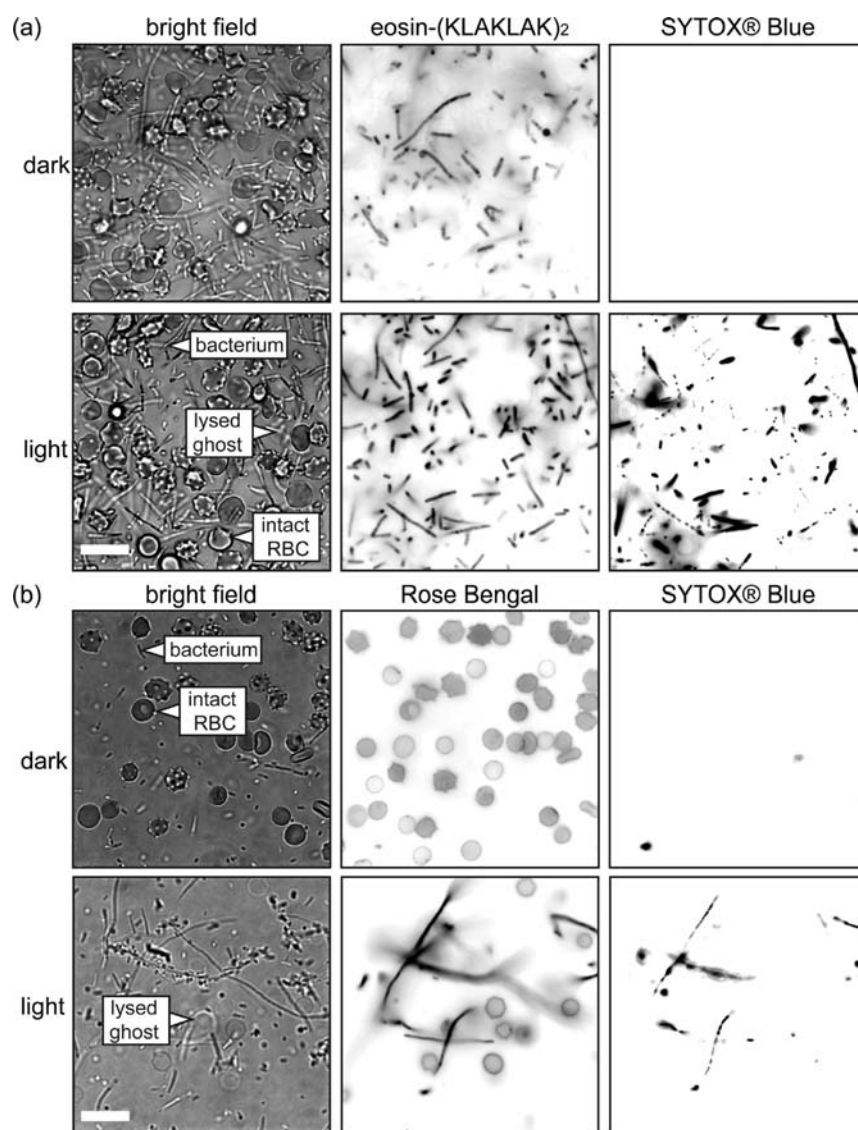 (a)
bright field
eosin-(KLAKLAK)₂
SYTOX® Blue
dark
bacterium
lysed
ghost
light
intact
RBC
(b)
bright field
Rose Bengal
SYTOX® Blue
bacterium
intact
RBC
dark
lysed
ghost
light